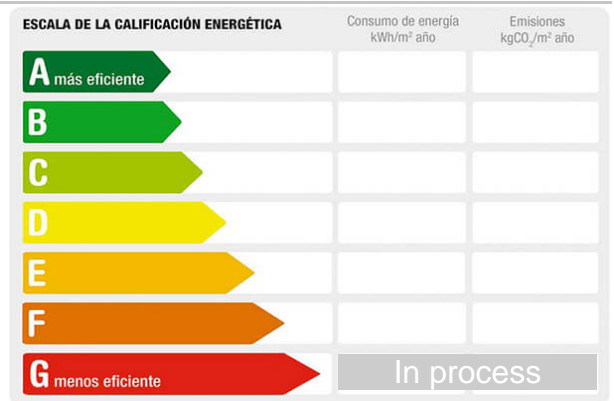 ESCALA DE LA CALIFICACIÓN ENERGÉTICA
Consumo de energía
kWh/m² año
Emisiones
kgCO₂/m² año
A más eficiente
B
C
D
E
F
G menos eficiente
In process